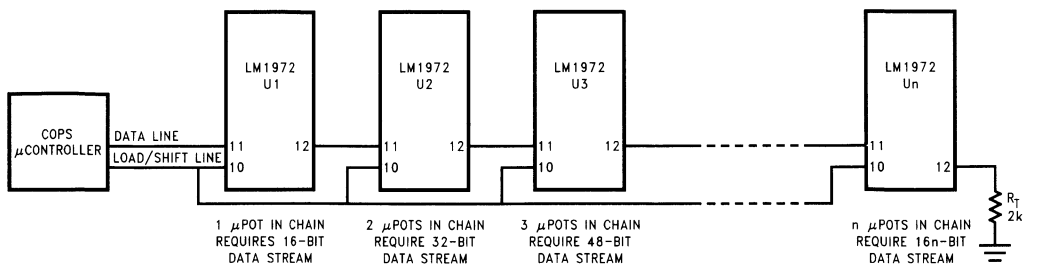 LM1972
U1
LM1972
U2
LM1972
U3
LM1972
Un
COPS
µCONTROLLER
DATA LINE
LOAD/SHIFT LINE
11
10
12
11
10
12
11
10
12
11
10
12
R_T
2k
1 µPOT IN CHAIN
REQUIRES 16-BIT
DATA STREAM
2 µPOTS IN CHAIN
REQUIRE 32-BIT
DATA STREAM
3 µPOTS IN CHAIN
REQUIRE 48-BIT
DATA STREAM
n µPOTS IN CHAIN
REQUIRE 16n-BIT
DATA STREAM